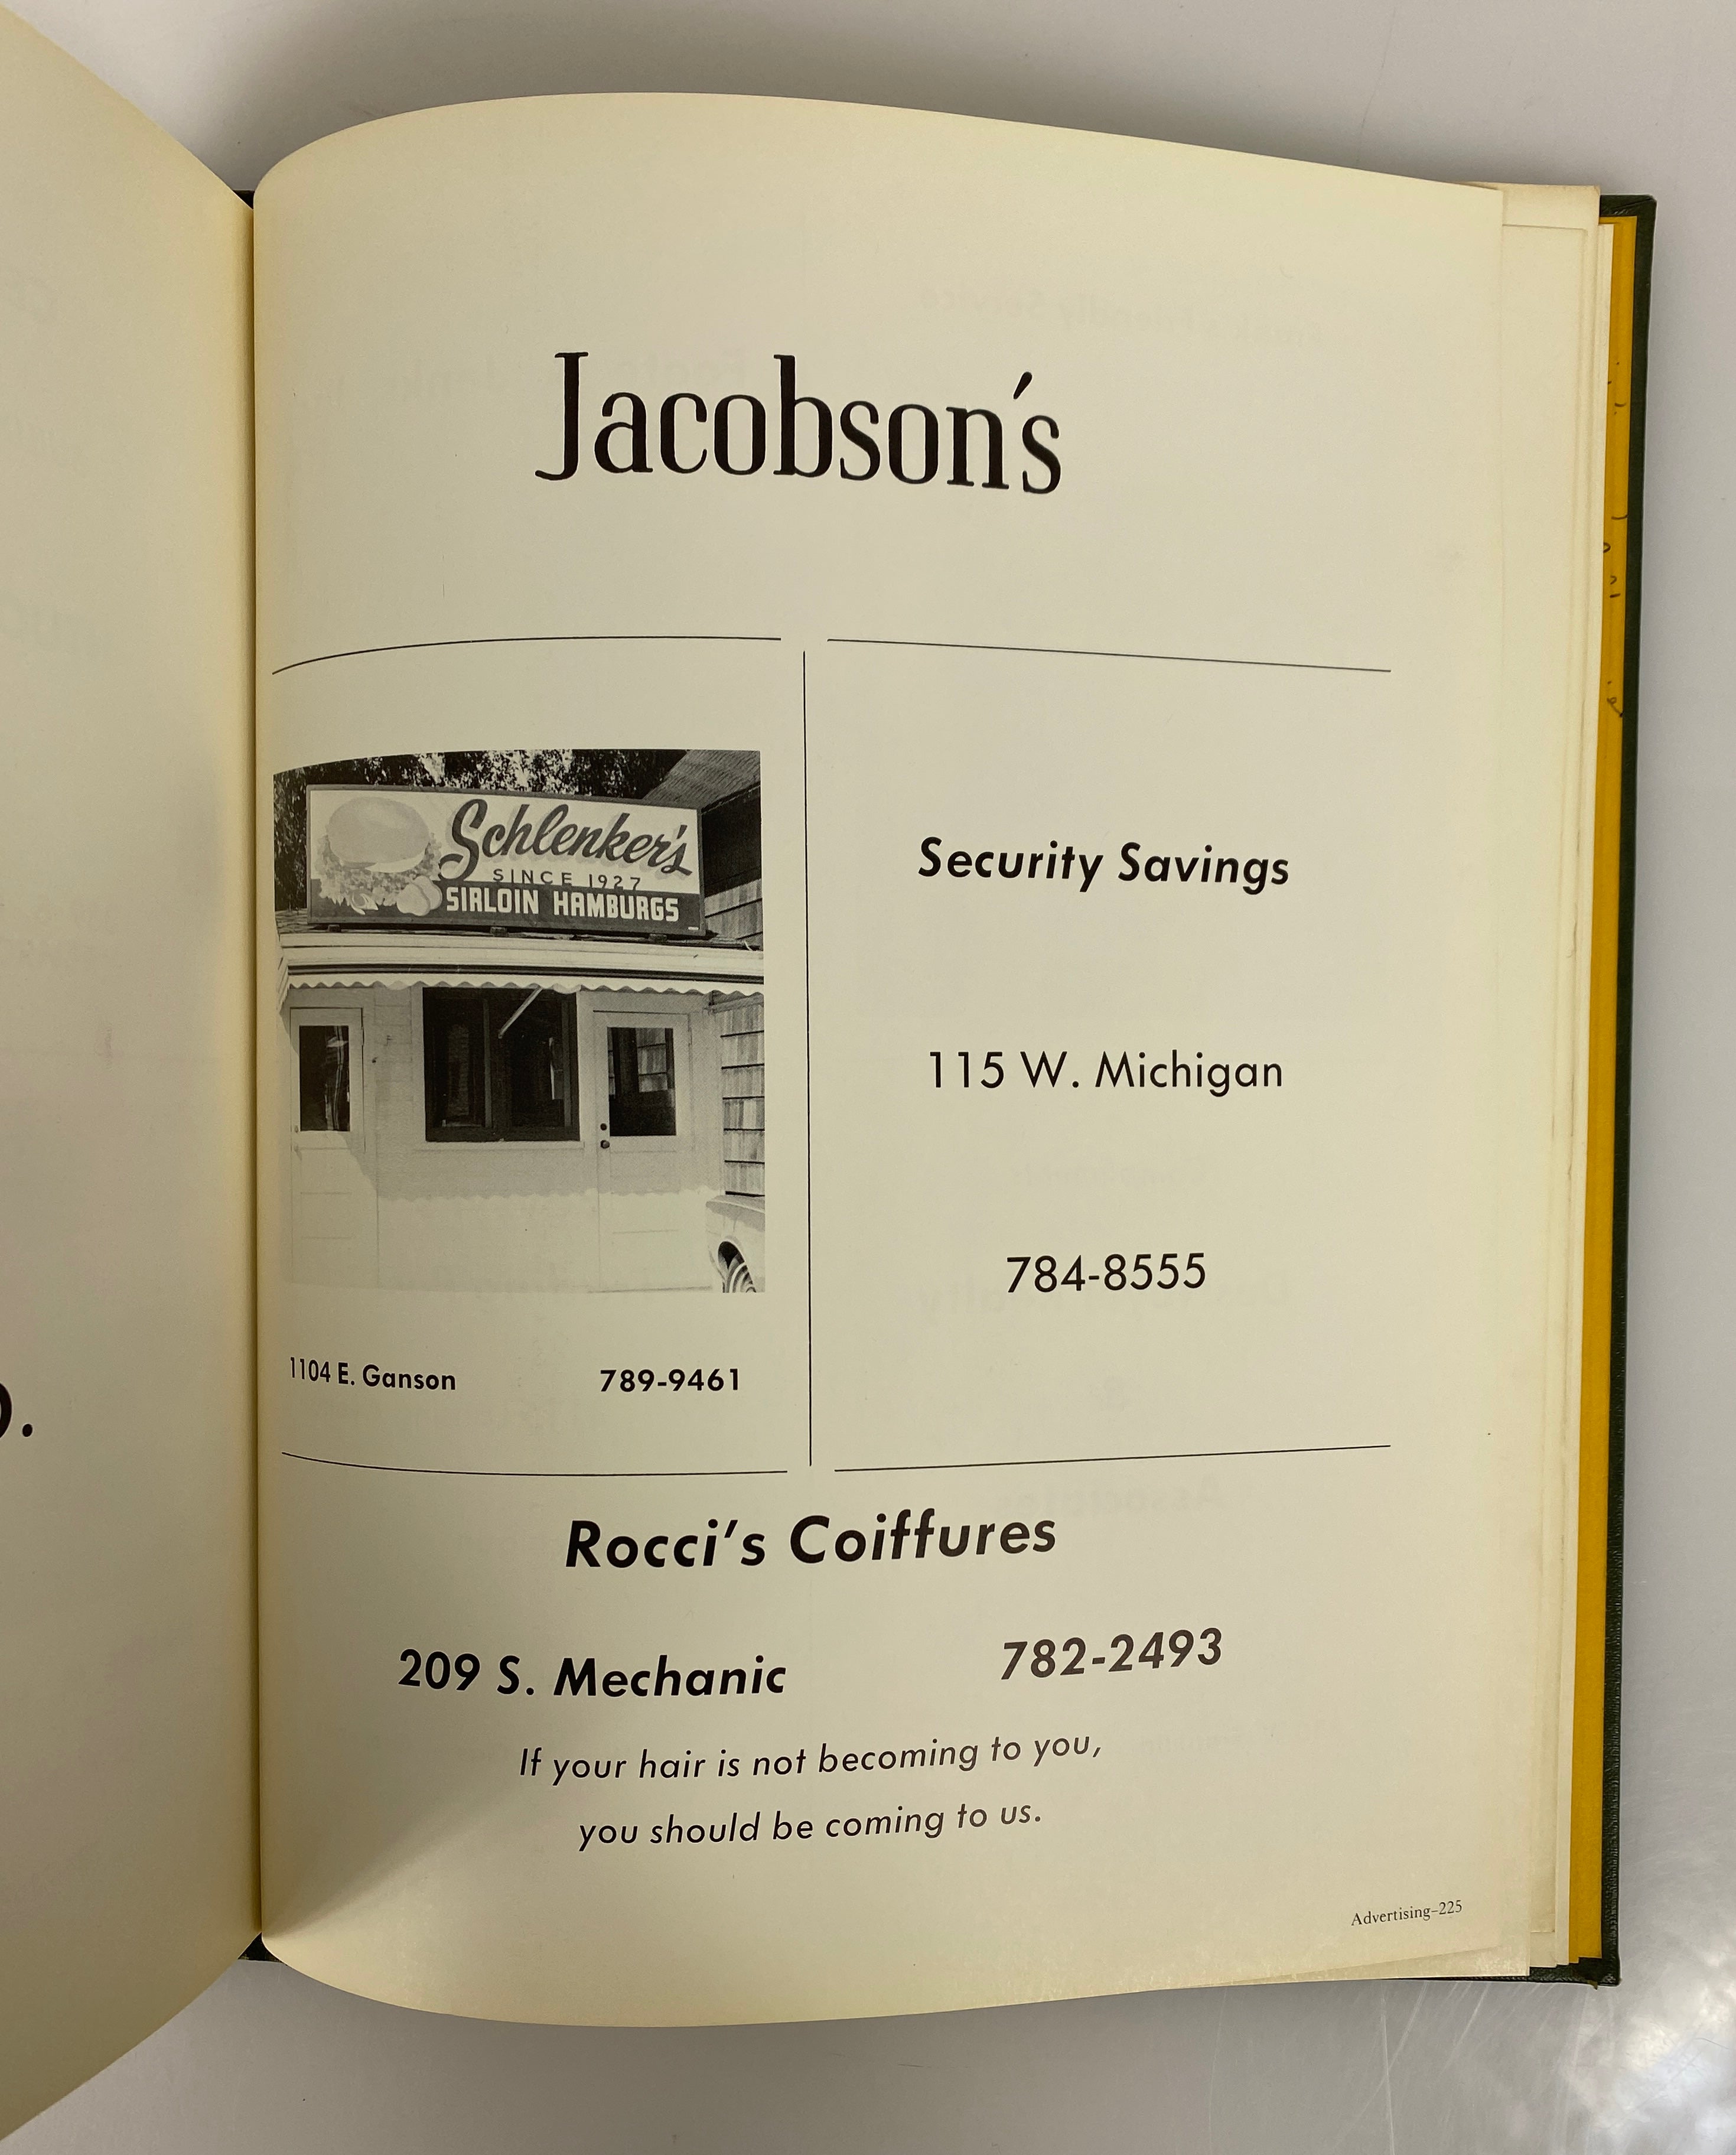 Jacobson's
Schlenker's
SINCE 1927
SIRLOIN HAMBURGS
1104 E. Ganson 789-9461
Security Savings
115 W. Michigan
784-8555
Rocci's Coiffures
209 S. Mechanic 782-2493
If your hair is not becoming to you,
you should be coming to us.
Advertising–225